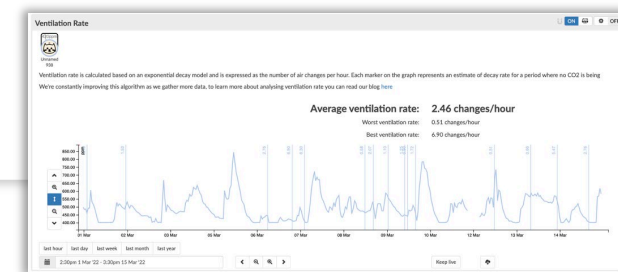 Ventilation Rate
ON
OFF
Unnamed
Ventilation rate is calculated based on an exponential decay model and is expressed as the number of air changes per hour. Each marker on the graph represents an estimate of decay rate for a period where no CO2 is being
We're constantly improving this algorithm as we gather more data, to learn more about analysing ventilation rate you can read our blog here
Average ventilation rate: 2.46 changes/hour
Worst ventilation rate: 0.51 changes/hour
Best ventilation rate: 6.90 changes/hour
850.00
800.00
750.00
700.00
650.00
600.00
550.00
500.00
450.00
400.00
01 Mar 02 Mar 03 Mar 04 Mar 05 Mar 06 Mar 07 Mar 08 Mar 09 Mar 10 Mar 12 Mar 13 Mar 14 Mar
last hour last day last week last month last year
2:30pm 1 Mar '22 - 3:30pm 15 Mar '22
Keep live